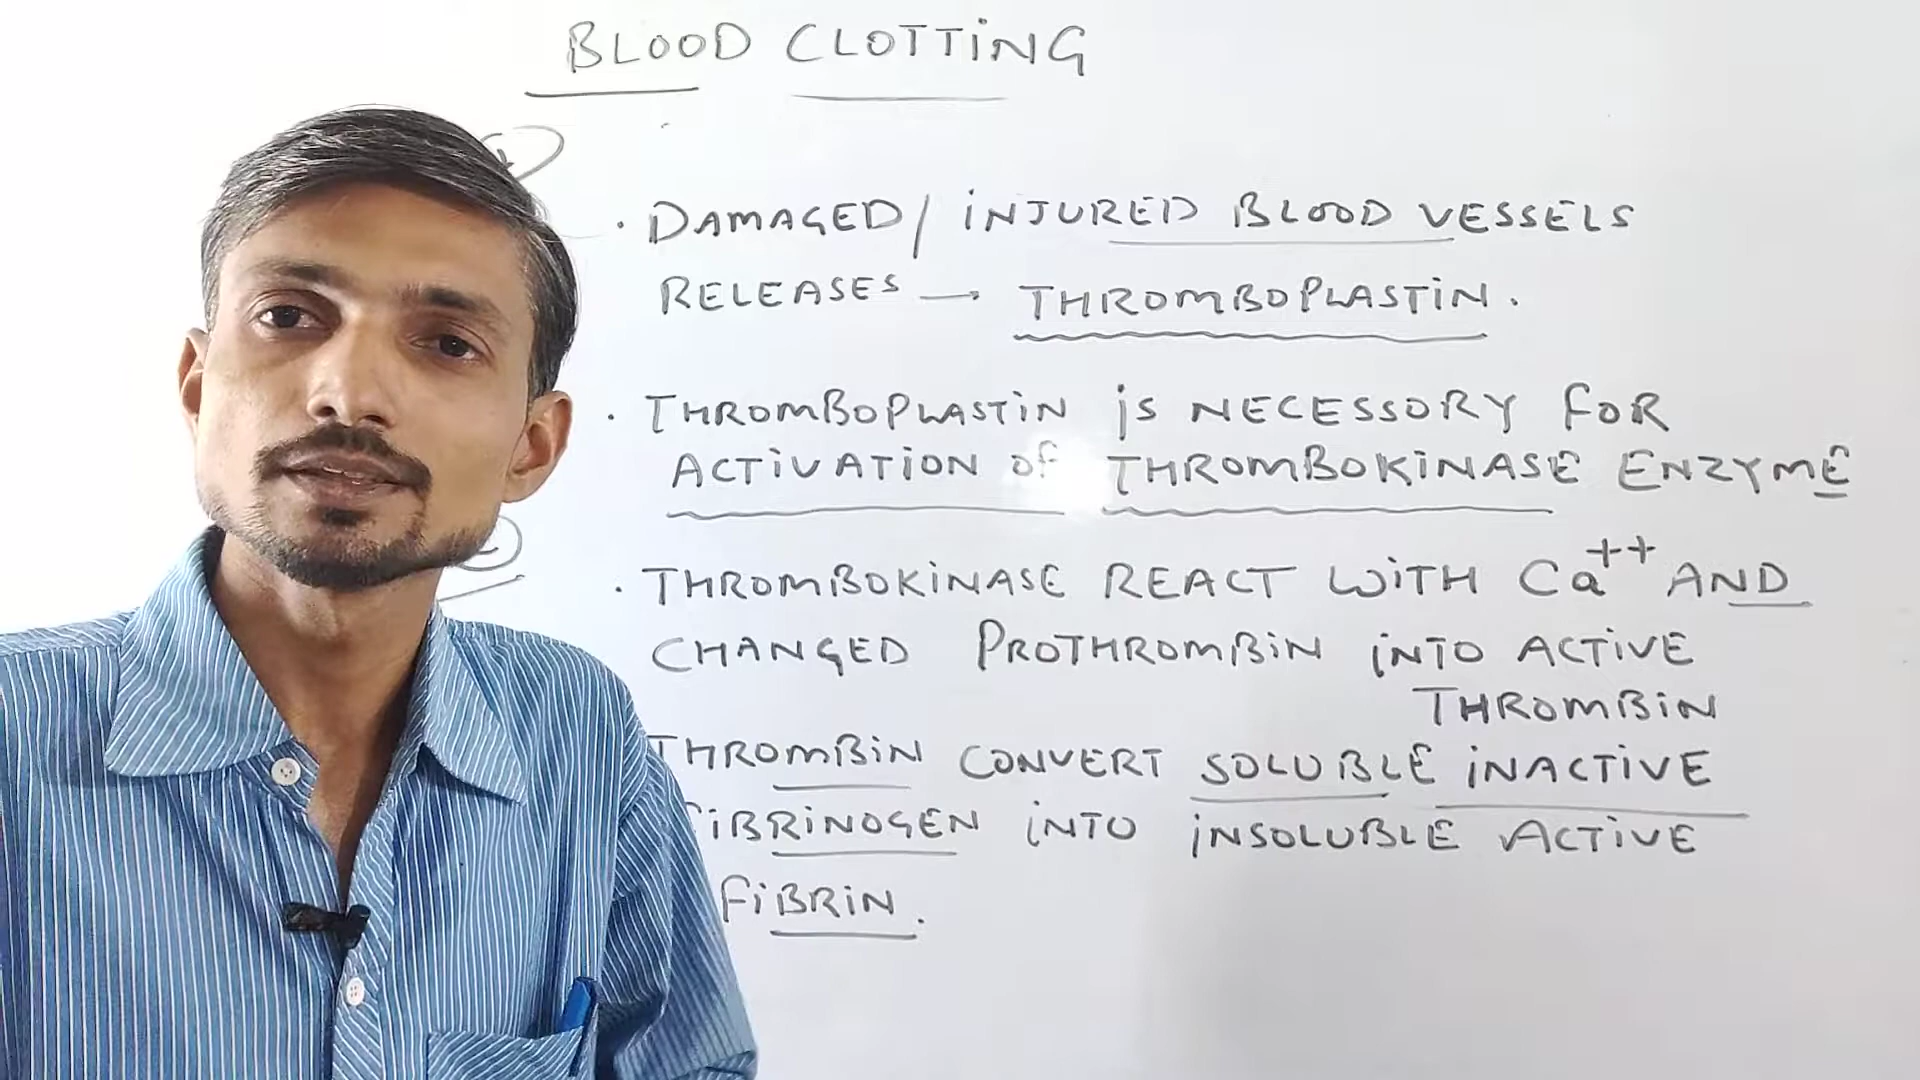 BLOOD CLOTTING
· DAMAGED / INJURED BLOOD VESSELS
RELEASES → THROMBOPLASTIN.
· THROMBOPLASTIN IS NECESSORY FOR
ACTIVATION OF THROMBOKINASE ENZYME
· THROMBOKINASE REACT WITH Ca++ AND
CHANGED PROTHROMBIN INTO ACTIVE
THROMBIN
THROMBIN CONVERT SOLUBLE INACTIVE
FIBRINOGEN INTO INSOLUBLE ACTIVE
FIBRIN.